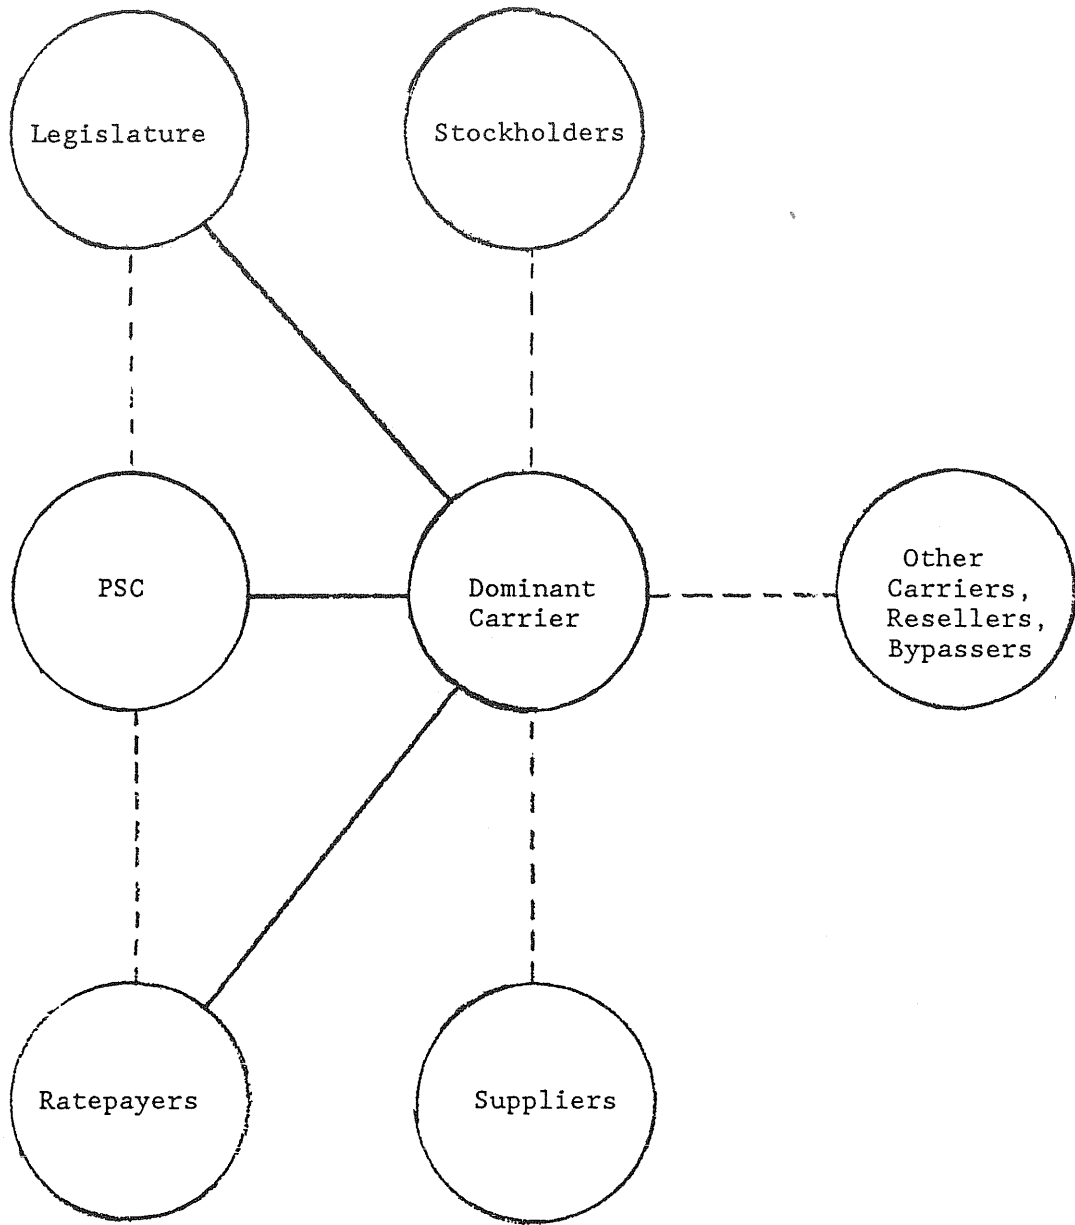 Legislature
Stockholders
PSC
Dominant
Carrier
Other
Carriers,
Resellers,
Bypassers
Ratepayers
Suppliers